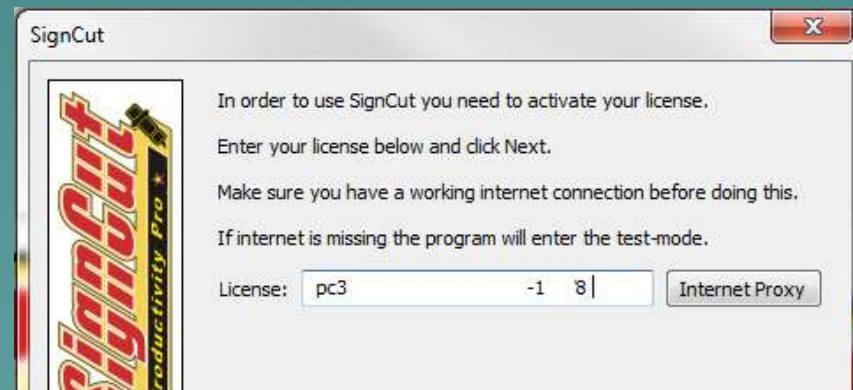 SignCut
In order to use SignCut you need to activate your license.
Enter your license below and click Next.
Make sure you have a working internet connection before doing this.
If internet is missing the program will enter the test-mode.
License: pc3 -1 8 Internet Proxy
SignCut
Productivity Pro